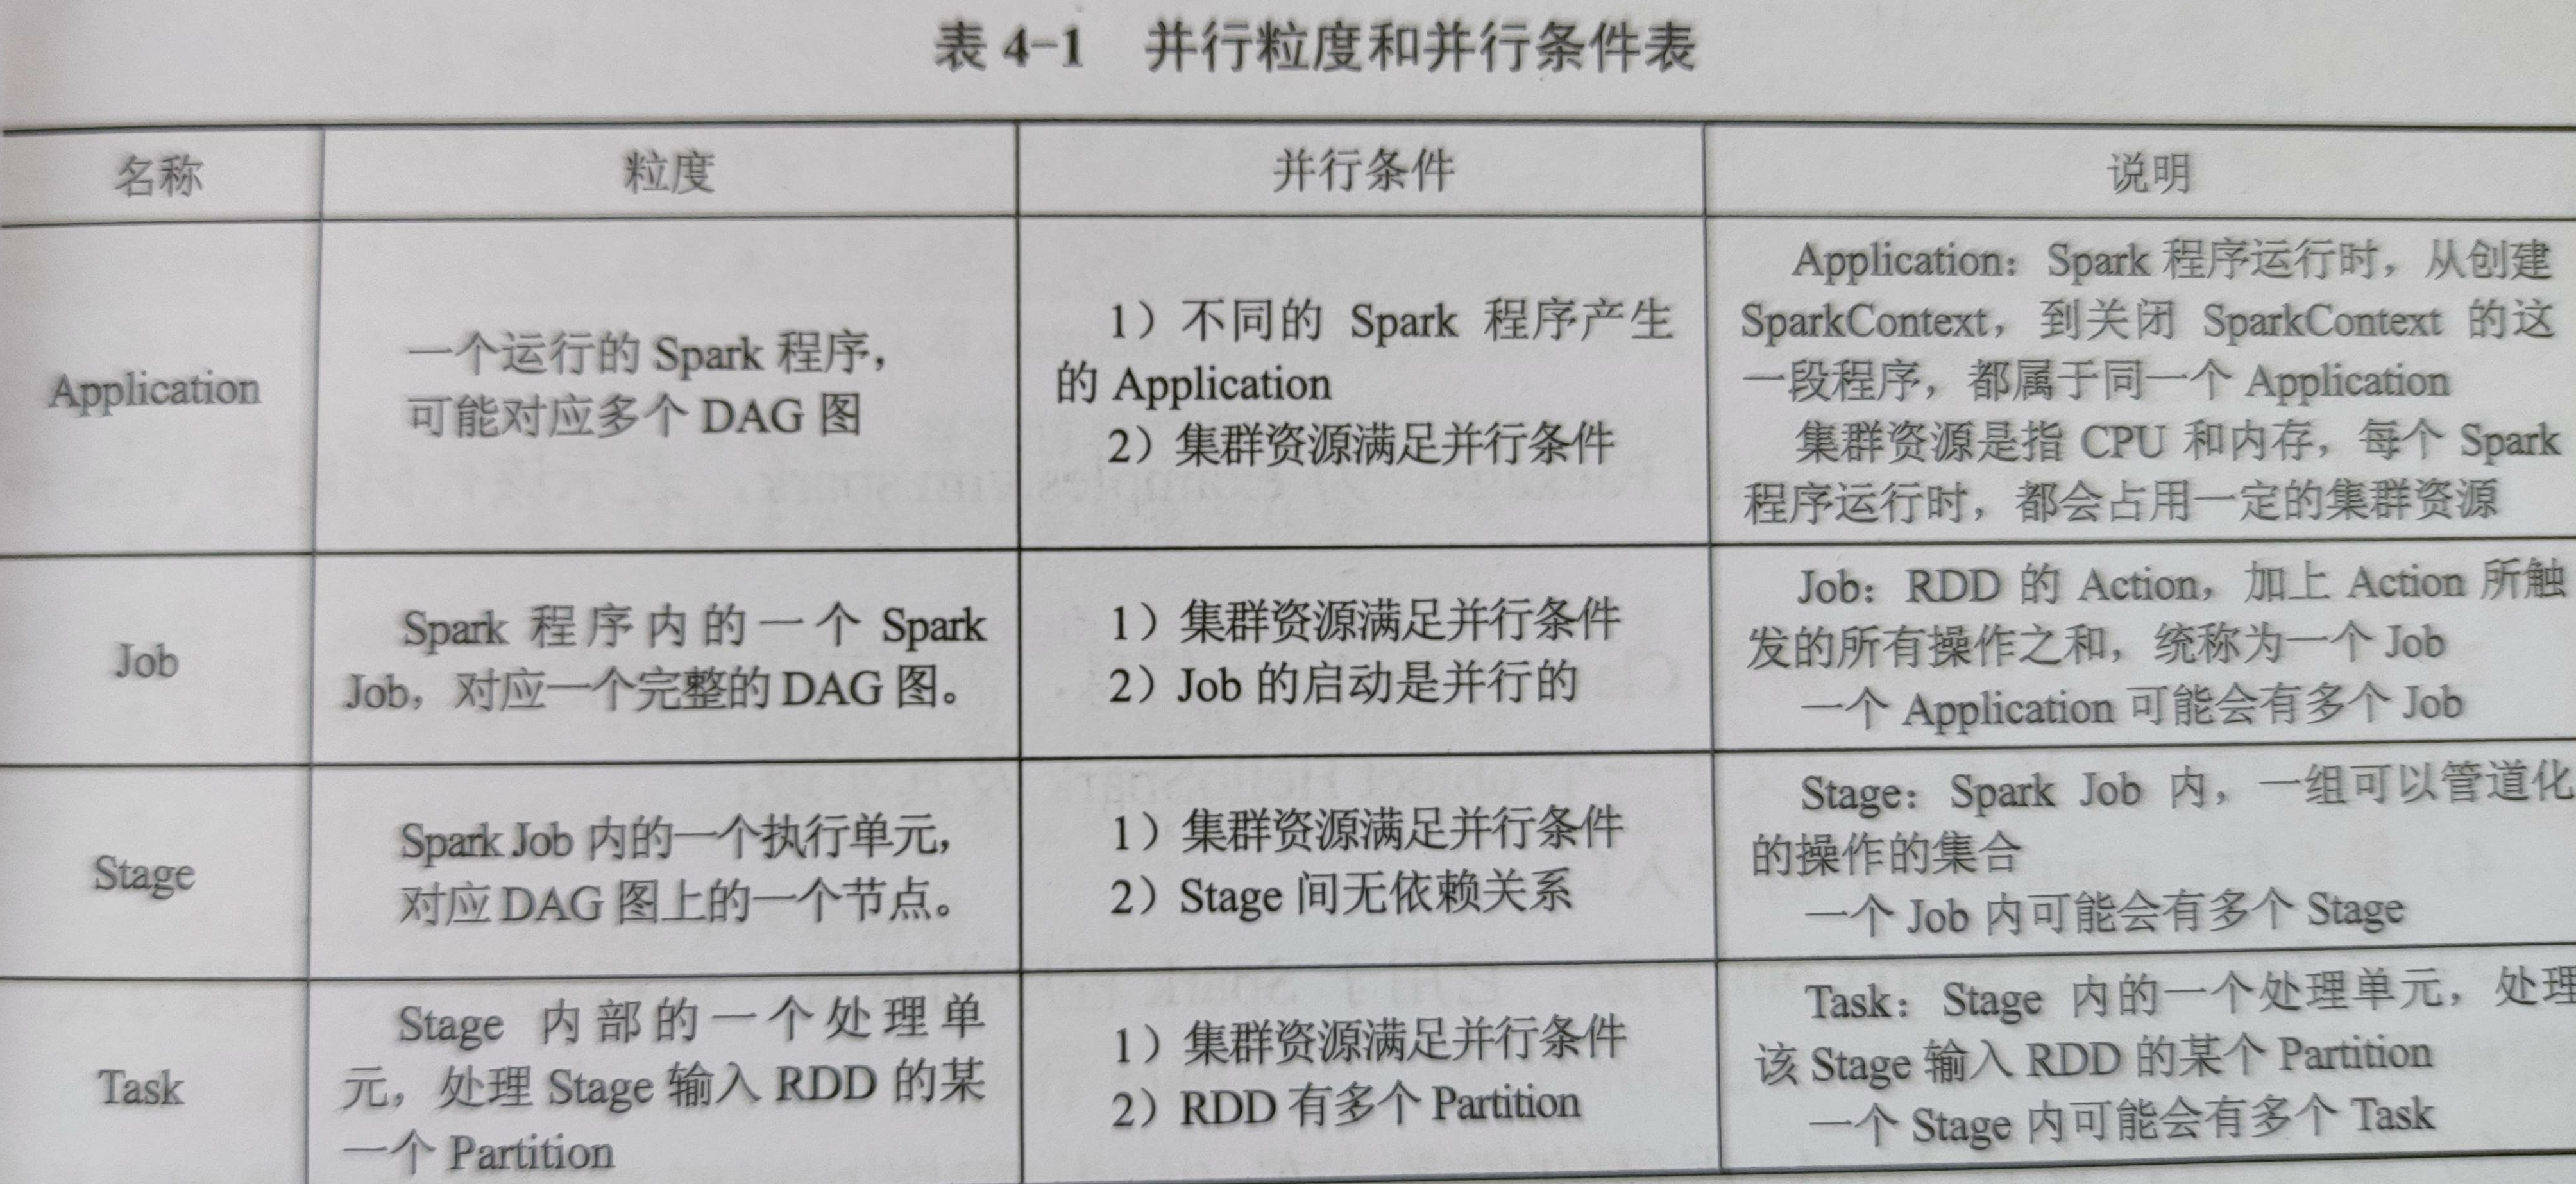 表 4-1 并行粒度和并行条件表
名称 粒度 并行条件 说明
Application
一个运行的 Spark 程序，
可能对应多个 DAG 图
1）不同的 Spark 程序产生
的 Application
2）集群资源满足并行条件
Application：Spark 程序运行时，从创建
SparkContext，到关闭 SparkContext 的这
一段程序，都属于同一个 Application
集群资源是指 CPU 和内存，每个 Spark
程序运行时，都会占用一定的集群资源
Job
Spark 程序内的一个 Spark
Job，对应一个完整的 DAG 图。
1）集群资源满足并行条件
2）Job 的启动是并行的
Job：RDD 的 Action，加上 Action 所触
发的所有操作之和，统称为一个 Job
一个 Application 可能会有多个 Job
Stage
Spark Job 内的一个执行单元，
对应 DAG 图上的一个节点。
1）集群资源满足并行条件
2）Stage 间无依赖关系
Stage：Spark Job 内，一组可以管道化
的操作的集合
一个 Job 内可能会有多个 Stage
Task
Stage 内部的一个处理单
元，处理 Stage 输入 RDD 的某
一个 Partition
1）集群资源满足并行条件
2）RDD 有多个 Partition
Task：Stage 内的一个处理单元，处理
该 Stage 输入 RDD 的某个 Partition
一个 Stage 内可能会有多个 Task